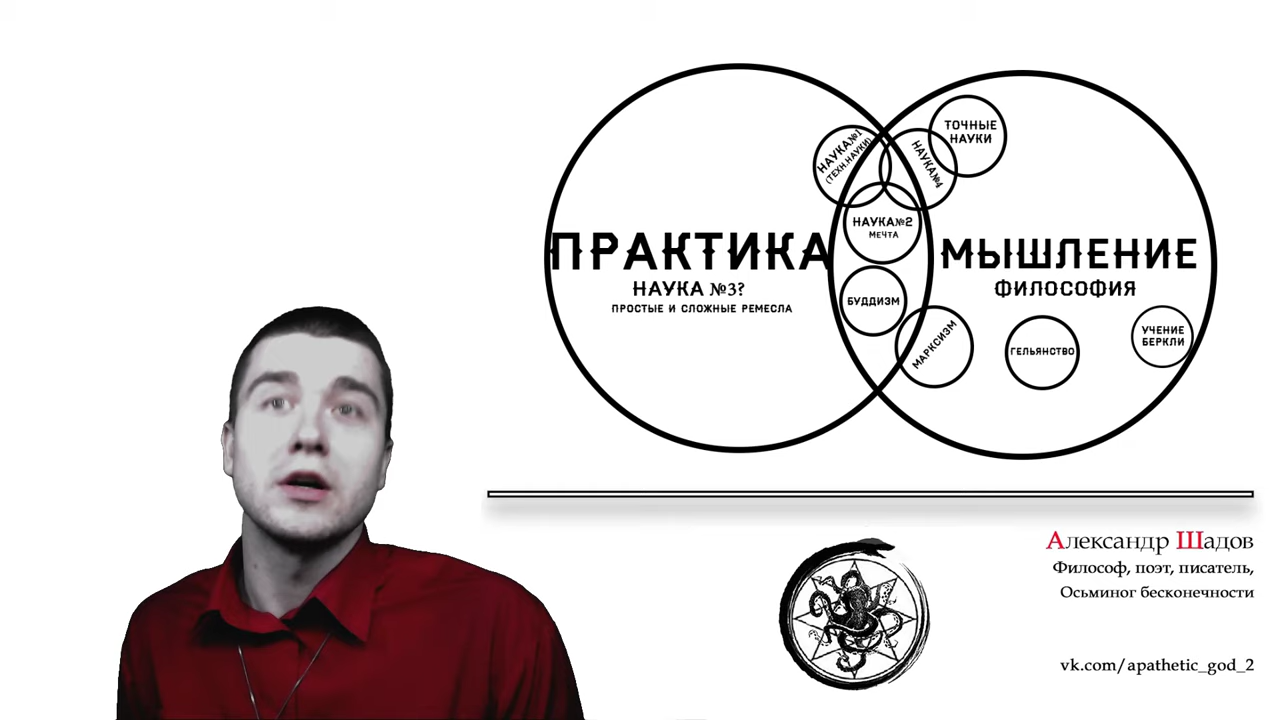 ТОЧНЫЕ
НАУКИ
НАУКА№1
(ТЕХН.НАУКИ)
НАУКА№4
НАУКА№2
МЕЧТА
ПРАКТИКА
НАУКА №3?
ПРОСТЫЕ И СЛОЖНЫЕ РЕМЕСЛА
МЫШЛЕНИЕ
ФИЛОСОФИЯ
БУДДИЗМ
МАРКСИЗМ
ГЕЛЬЯНСТВО
УЧЕНИЕ
БЕРКЛИ
Александр Шадов
Философ, поэт, писатель,
Осьминог бесконечности
vk.com/apathetic_god_2